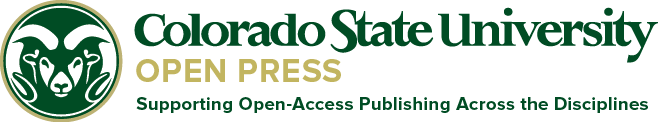 Colorado State University
OPEN PRESS
Supporting Open-Access Publishing Across the Disciplines